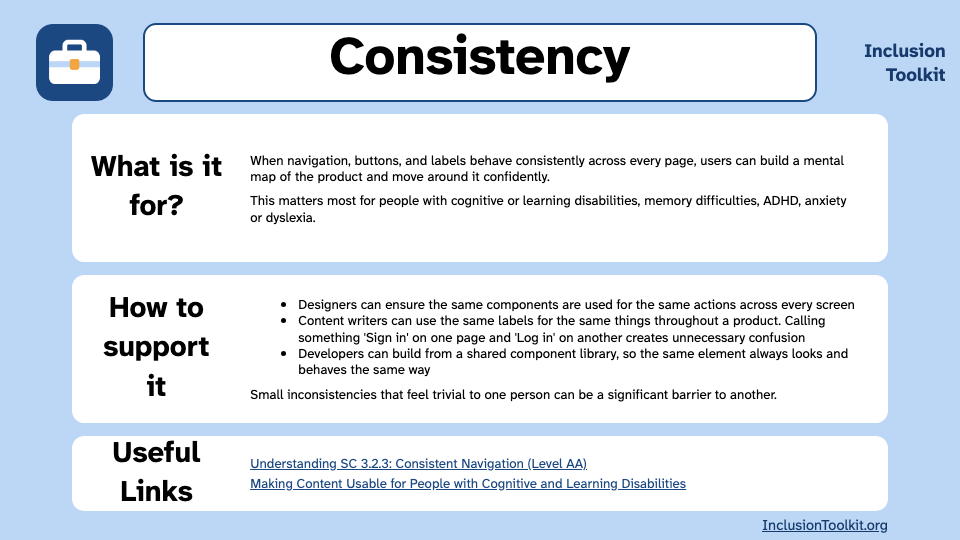 Consistency
Inclusion
Toolkit
What is it
for?
When navigation, buttons, and labels behave consistently across every page, users can build a mental
map of the product and move around it confidently.
This matters most for people with cognitive or learning disabilities, memory difficulties, ADHD, anxiety
or dyslexia.
How to
support
it
• Designers can ensure the same components are used for the same actions across every screen
• Content writers can use the same labels for the same things throughout a product. Calling
something 'Sign in' on one page and 'Log in' on another creates unnecessary confusion
• Developers can build from a shared component library, so the same element always looks and
behaves the same way
Small inconsistencies that feel trivial to one person can be a significant barrier to another.
Useful
Links
Understanding SC 3.2.3: Consistent Navigation (Level AA)
Making Content Usable for People with Cognitive and Learning Disabilities
InclusionToolkit.org